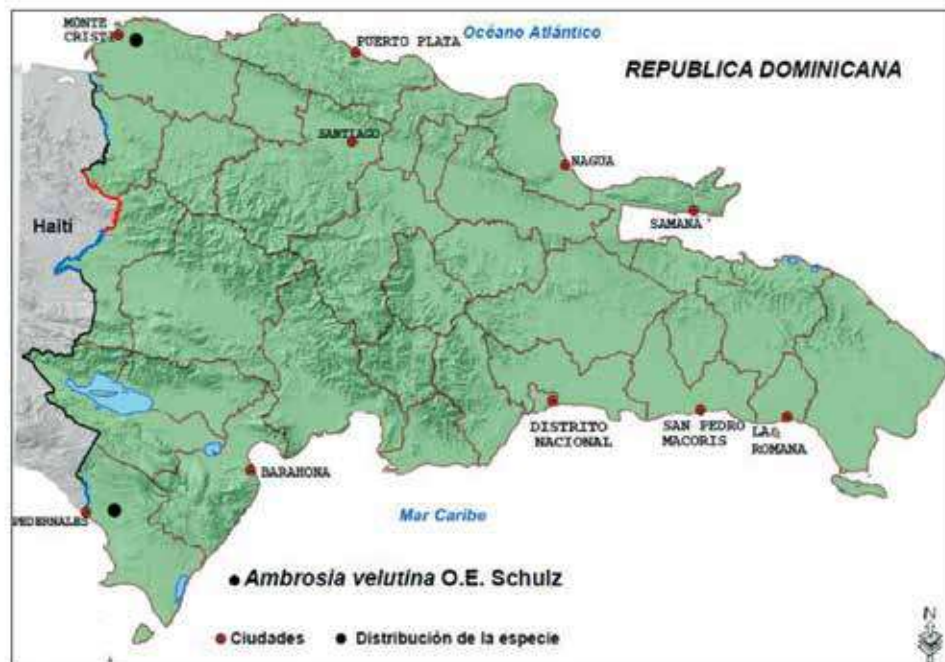 MONTE
CRISTI
PUERTO PLATA
Océano Atlántico
REPUBLICA DOMINICANA
SANTIAGO
NAGUA
SAMANA
Haití
DISTRITO
NACIONAL
SAN PEDRO
MACORIS
LA
ROMANA
BARAHONA
PEDERNALES
Mar Caribe
Ambrosia velutina O.E. Schulz
Ciudades
Distribución de la especie
N